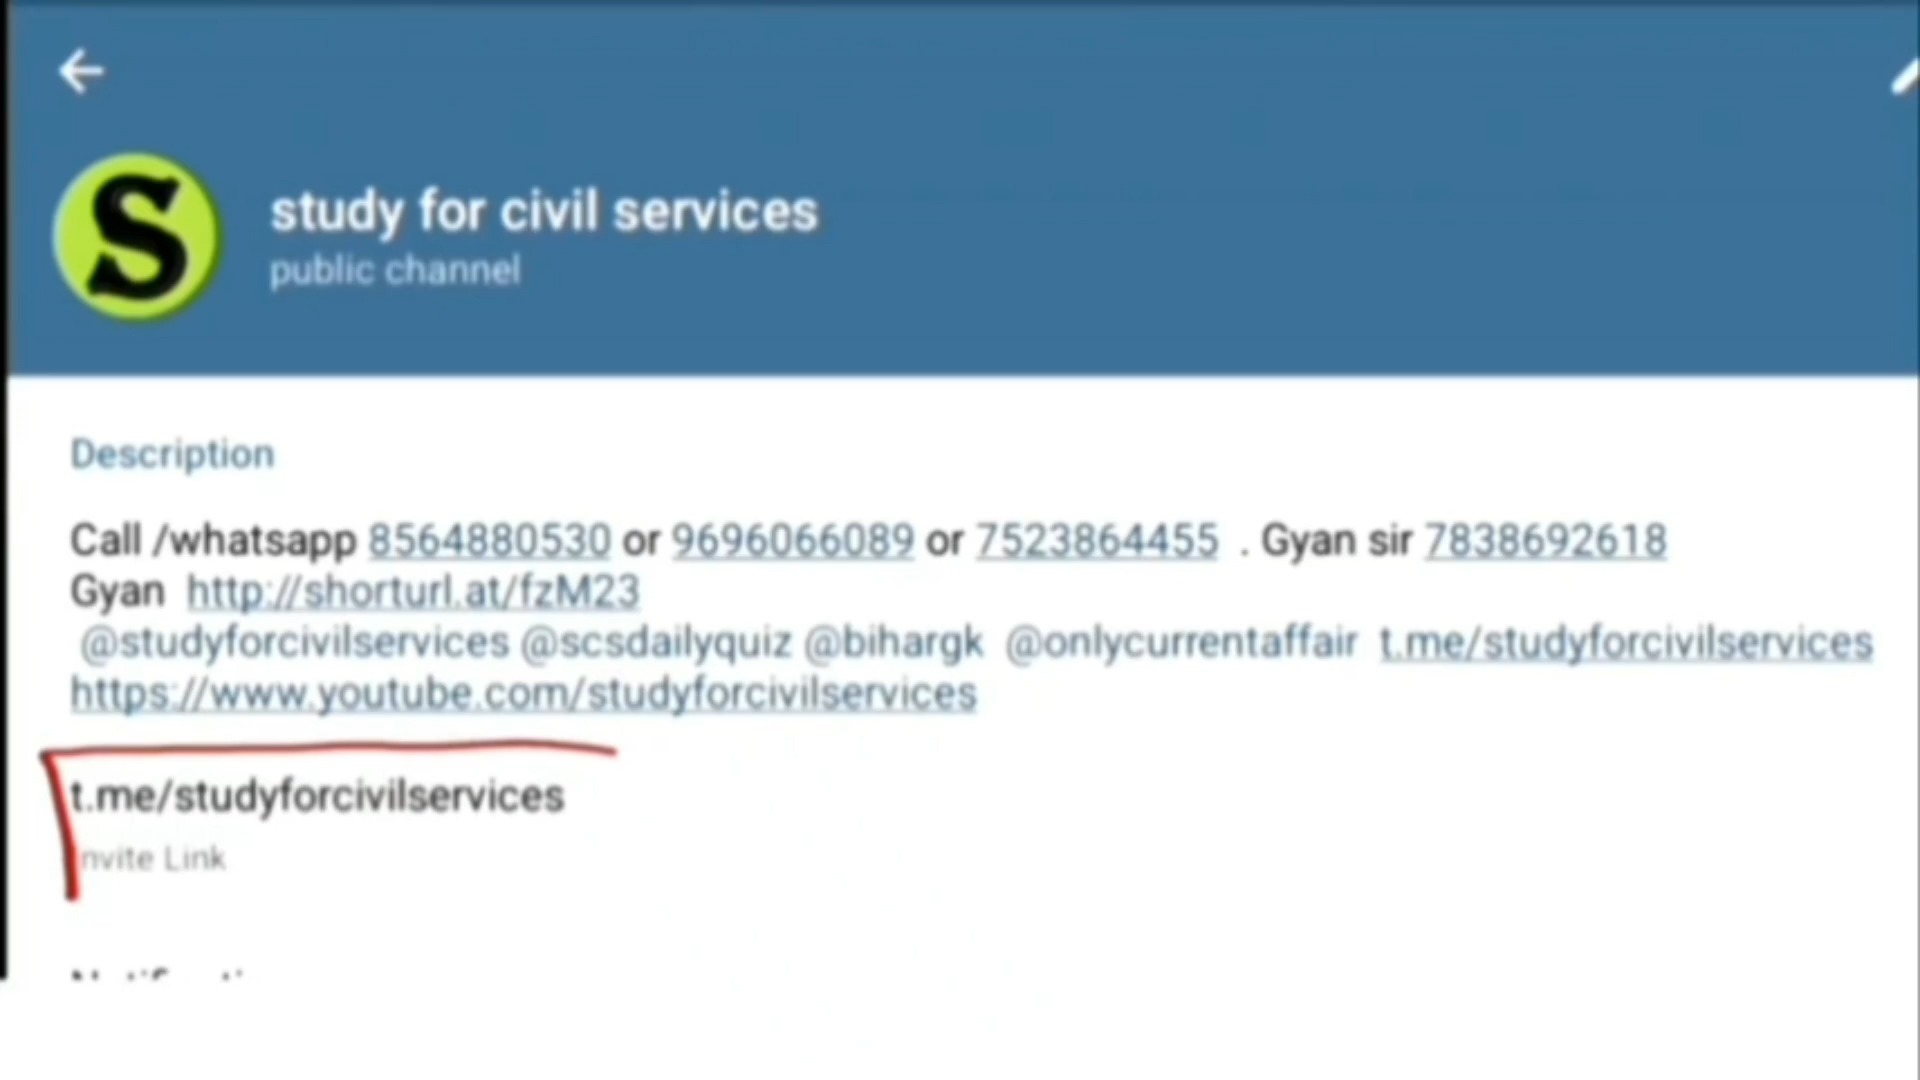 S
study for civil services
public channel
Description
Call /whatsapp 8564880530 or 9696066089 or 7523864455 . Gyan sir 7838692618
Gyan http://shorturl.at/fzM23
@studyforcivilservices @scsdailyquiz @bihargk @onlycurrentaffair t.me/studyforcivilservices
https://www.youtube.com/studyforcivilservices
t.me/studyforcivilservices
Invite Link